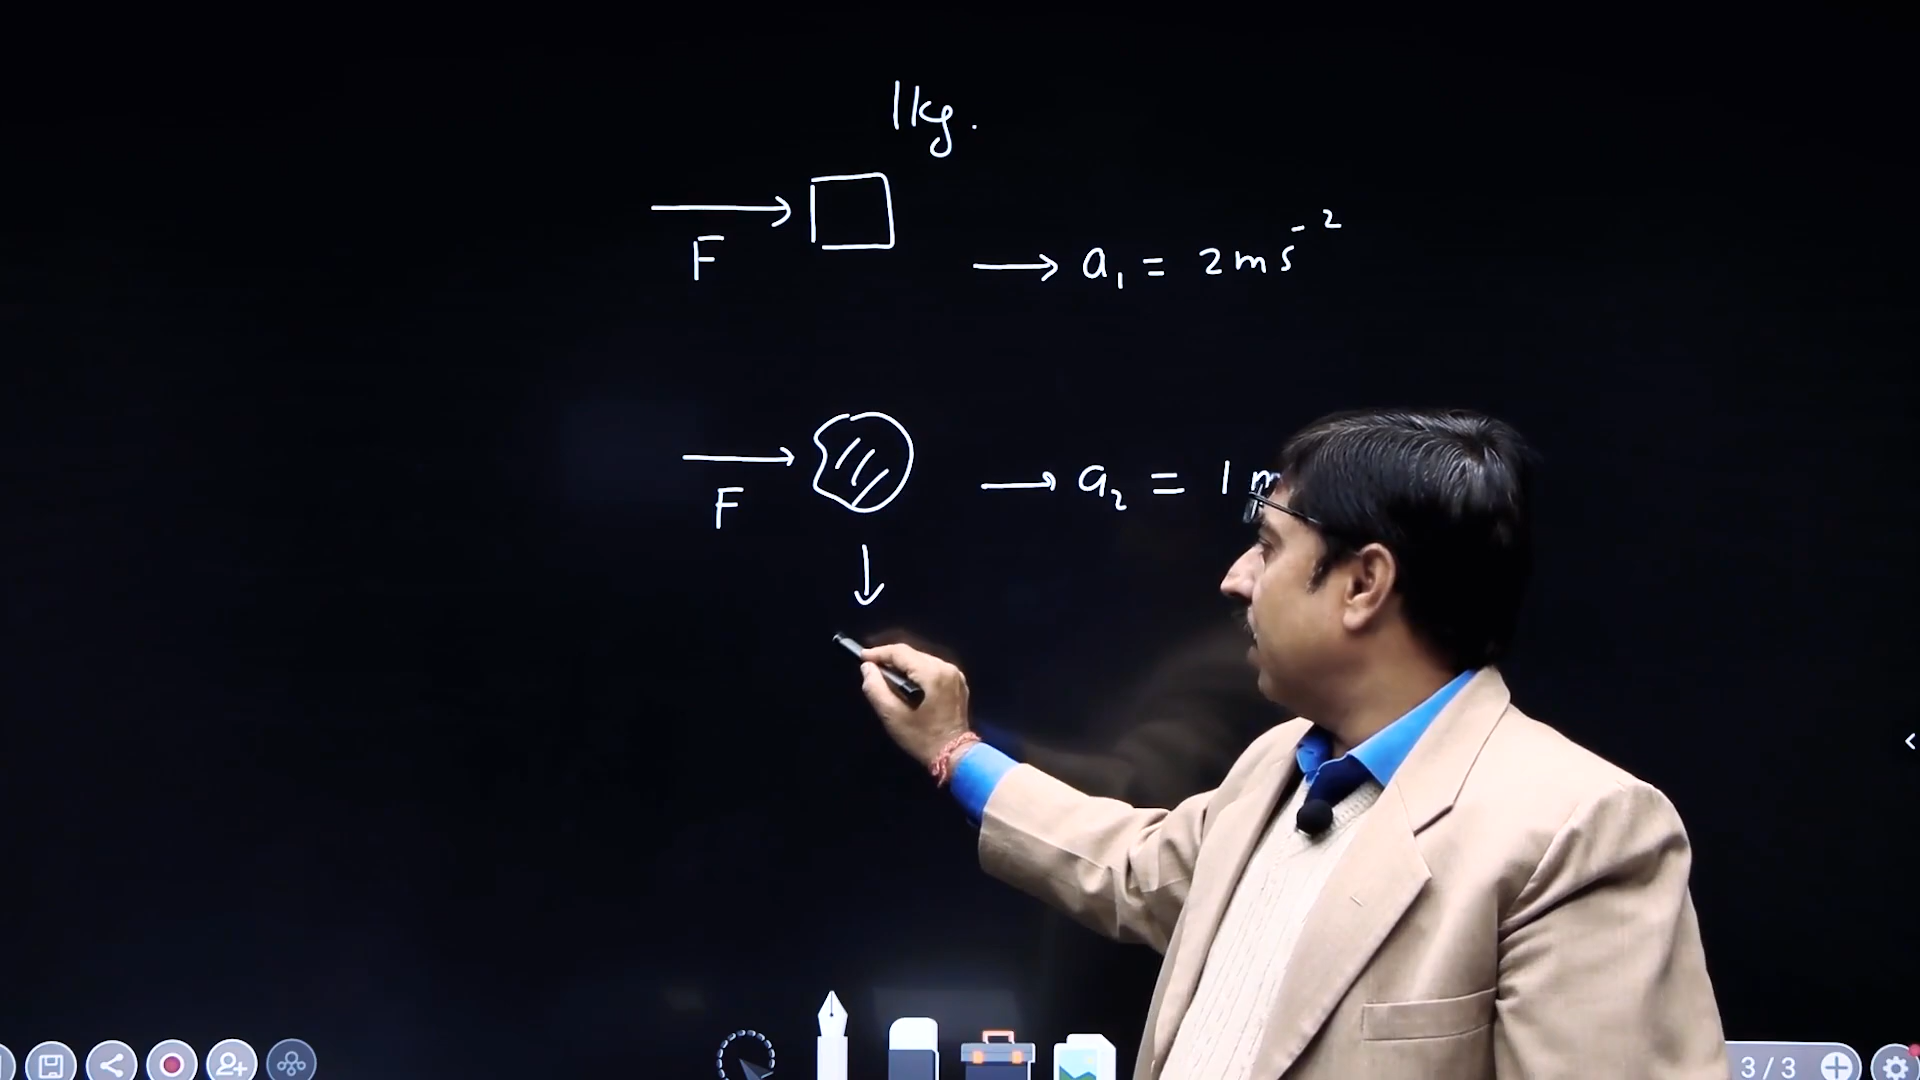 1kg.
F
→ a₁ = 2ms⁻²
F
→ a₂ = 1 m
3/3